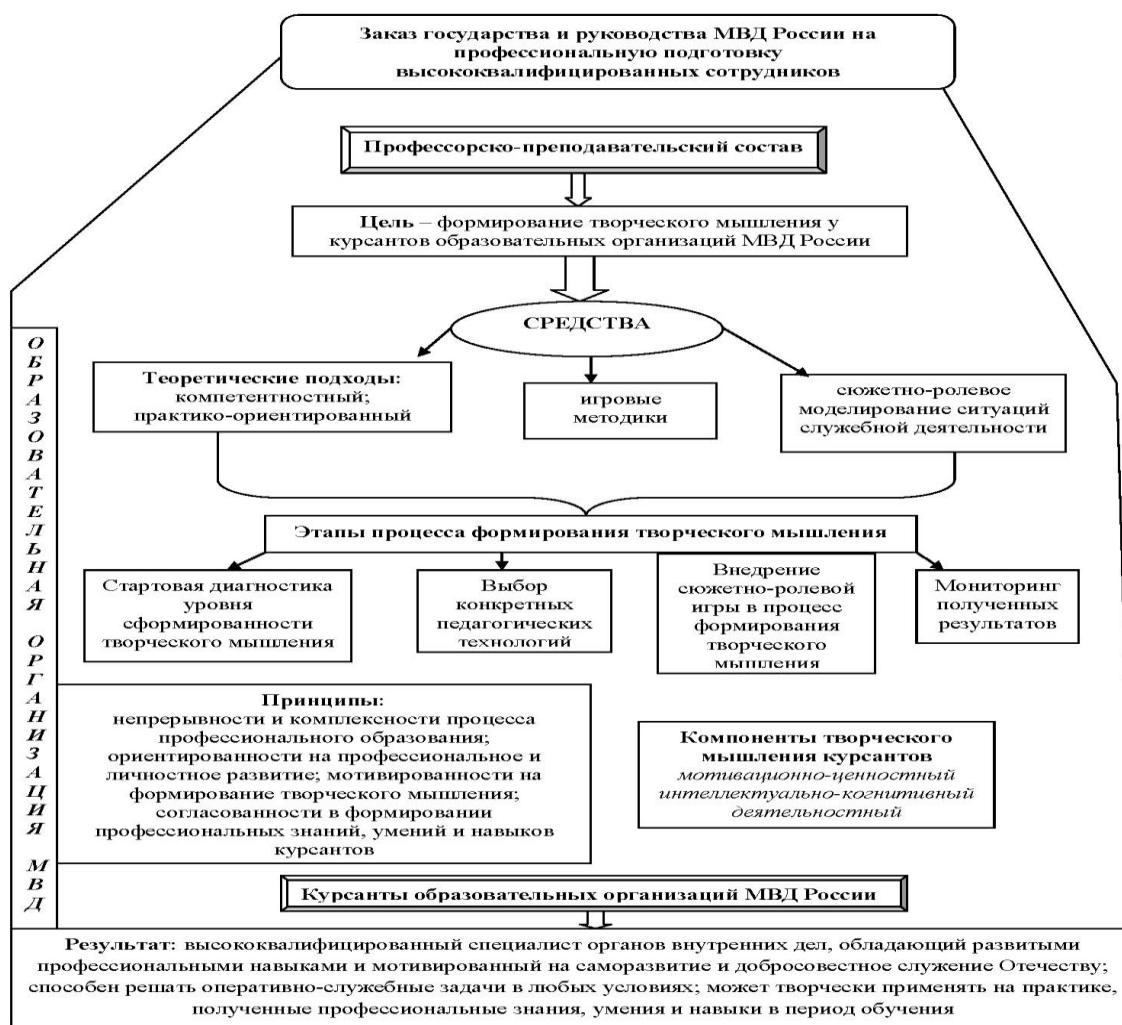 Заказ государства и руководства МВД России на
профессиональную подготовку
высококвалифицированных сотрудников
Профессорско-преподавательский состав
Цель – формирование творческого мышления у
курсантов образовательных организаций МВД России
СРЕДСТВА
Теоретические подходы:
компетентностный;
практико-ориентированный
игровые
методики
сюжетно-ролевое
моделирование ситуаций
служебной деятельности
Этапы процесса формирования творческого мышления
Стартовая диагностика
уровня
сформированности
творческого мышления
Выбор
конкретных
педагогических
технологий
Внедрение
сюжетно-ролевой
игры в процесс
формирования
творческого
мышления
Мониторинг
полученных
результатов
Принципы:
непрерывности и комплексности процесса
профессионального образования;
ориентированности на профессиональное и
личностное развитие; мотивированности на
формирование творческого мышления;
согласованности в формировании
профессиональных знаний, умений и навыков
курсантов
Компоненты творческого
мышления курсантов
мотивационно-ценностный
интеллектуально-когнитивный
деятельностный
ОБРАЗОВАТЕЛЬНАЯ ОРГАНИЗАЦИЯ МВД
Курсанты образовательных организаций МВД России
Результат: высококвалифицированный специалист органов внутренних дел, обладающий развитыми
профессиональными навыками и мотивированный на саморазвитие и добросовестное служение Отечеству;
способен решать оперативно-служебные задачи в любых условиях; может творчески применять на практике,
полученные профессиональные знания, умения и навыки в период обучения